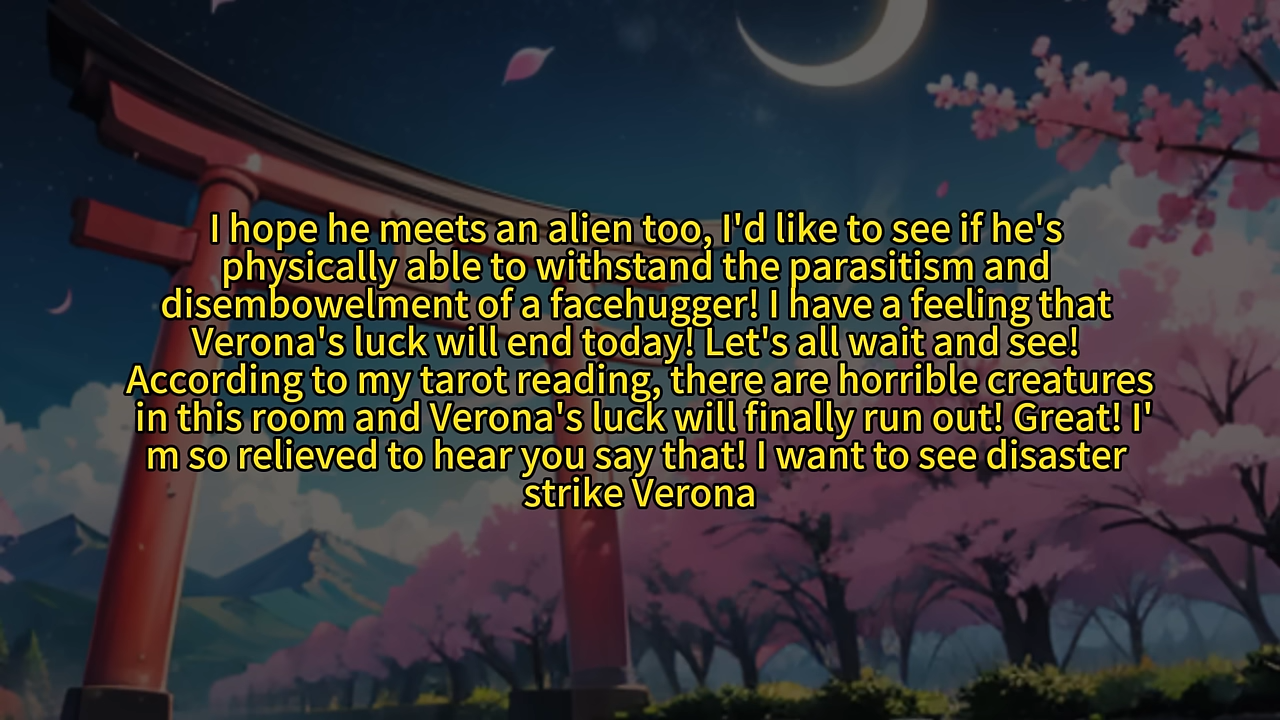 I hope he meets an alien too, I'd like to see if he's
physically able to withstand the parasitism and
disembowelment of a facehugger! I have a feeling that
Verona's luck will end today! Let's all wait and see!
According to my tarot reading, there are horrible creatures
in this room and Verona's luck will finally run out! Great! I'
m so relieved to hear you say that! I want to see disaster
strike Verona